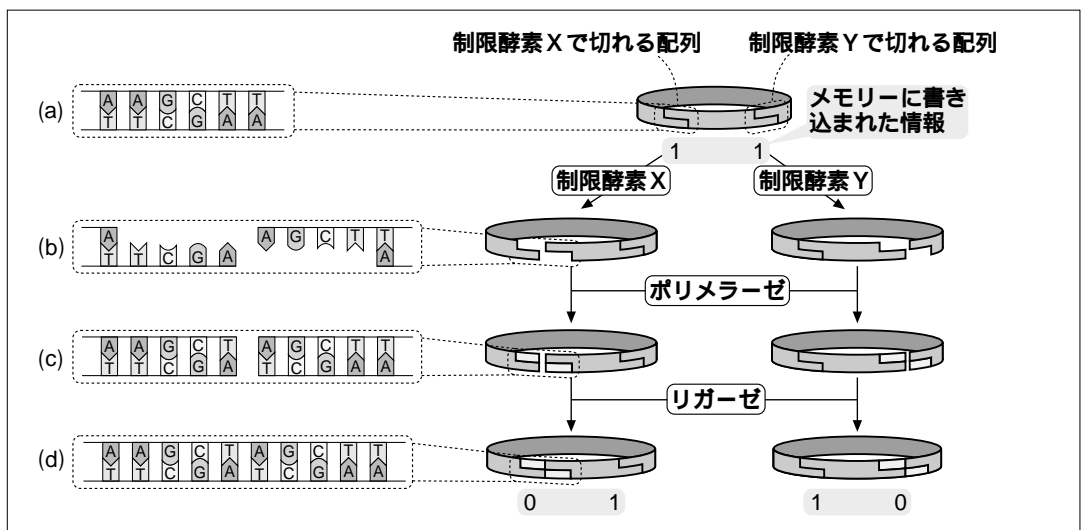 制限酵素Xで切れる配列 制限酵素Yで切れる配列
(a)
A A G C T T
T T C G A A
メモリーに書き
込まれた情報
1 1
制限酵素X 制限酵素Y
(b)
A A G C T T
T T C G A A
ポリメラーゼ
(c)
A A G C T A G C T T
T T C G A T C G A A
リガーゼ
(d)
A A G C T A G C T T
T T C G A T C G A A
0 1 1 0